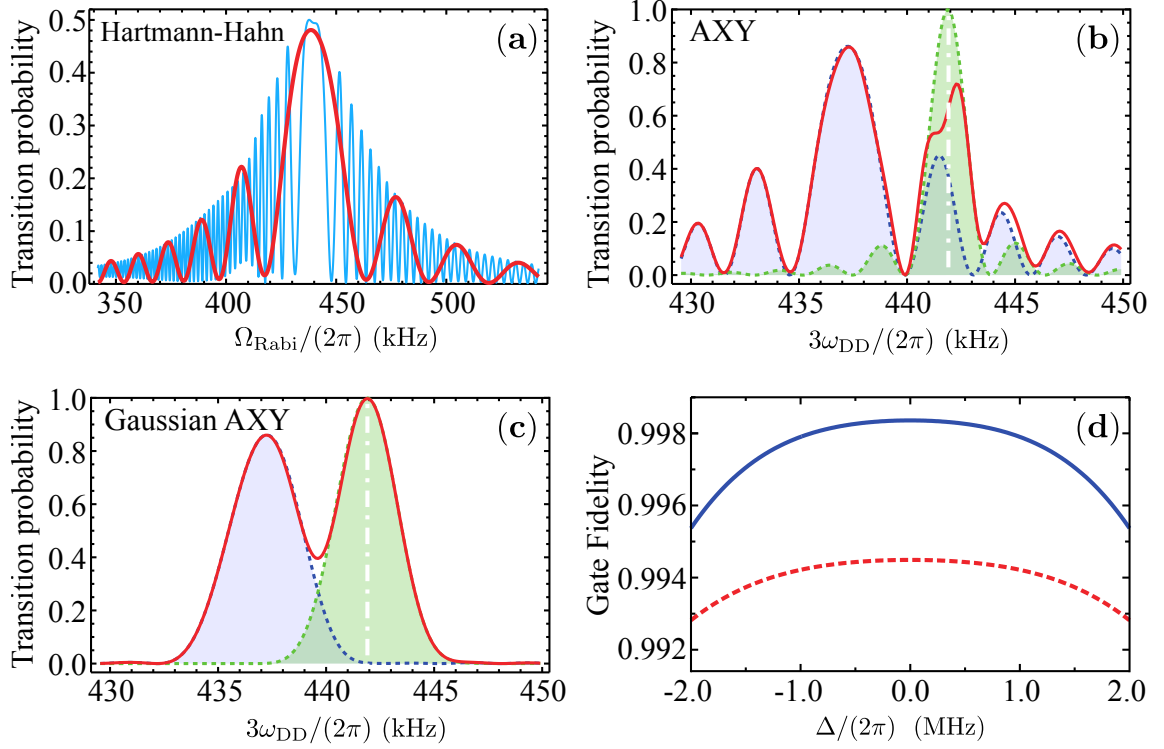 Hartmann-Hahn
(a)
Transition probability
0.5
0.4
0.3
0.2
0.1
0.0
350 400 450 500
Ω_Rabi/(2π) (kHz)
AXY
(b)
Transition probability
1.0
0.8
0.6
0.4
0.2
0.0
430 435 440 445 450
3ω_DD/(2π) (kHz)
Gaussian AXY
(c)
Transition probability
1.0
0.8
0.6
0.4
0.2
0.0
430 435 440 445 450
3ω_DD/(2π) (kHz)
(d)
Gate Fidelity
0.998
0.996
0.994
0.992
-2.0 -1.0 0.0 1.0 2.0
Δ/(2π) (MHz)